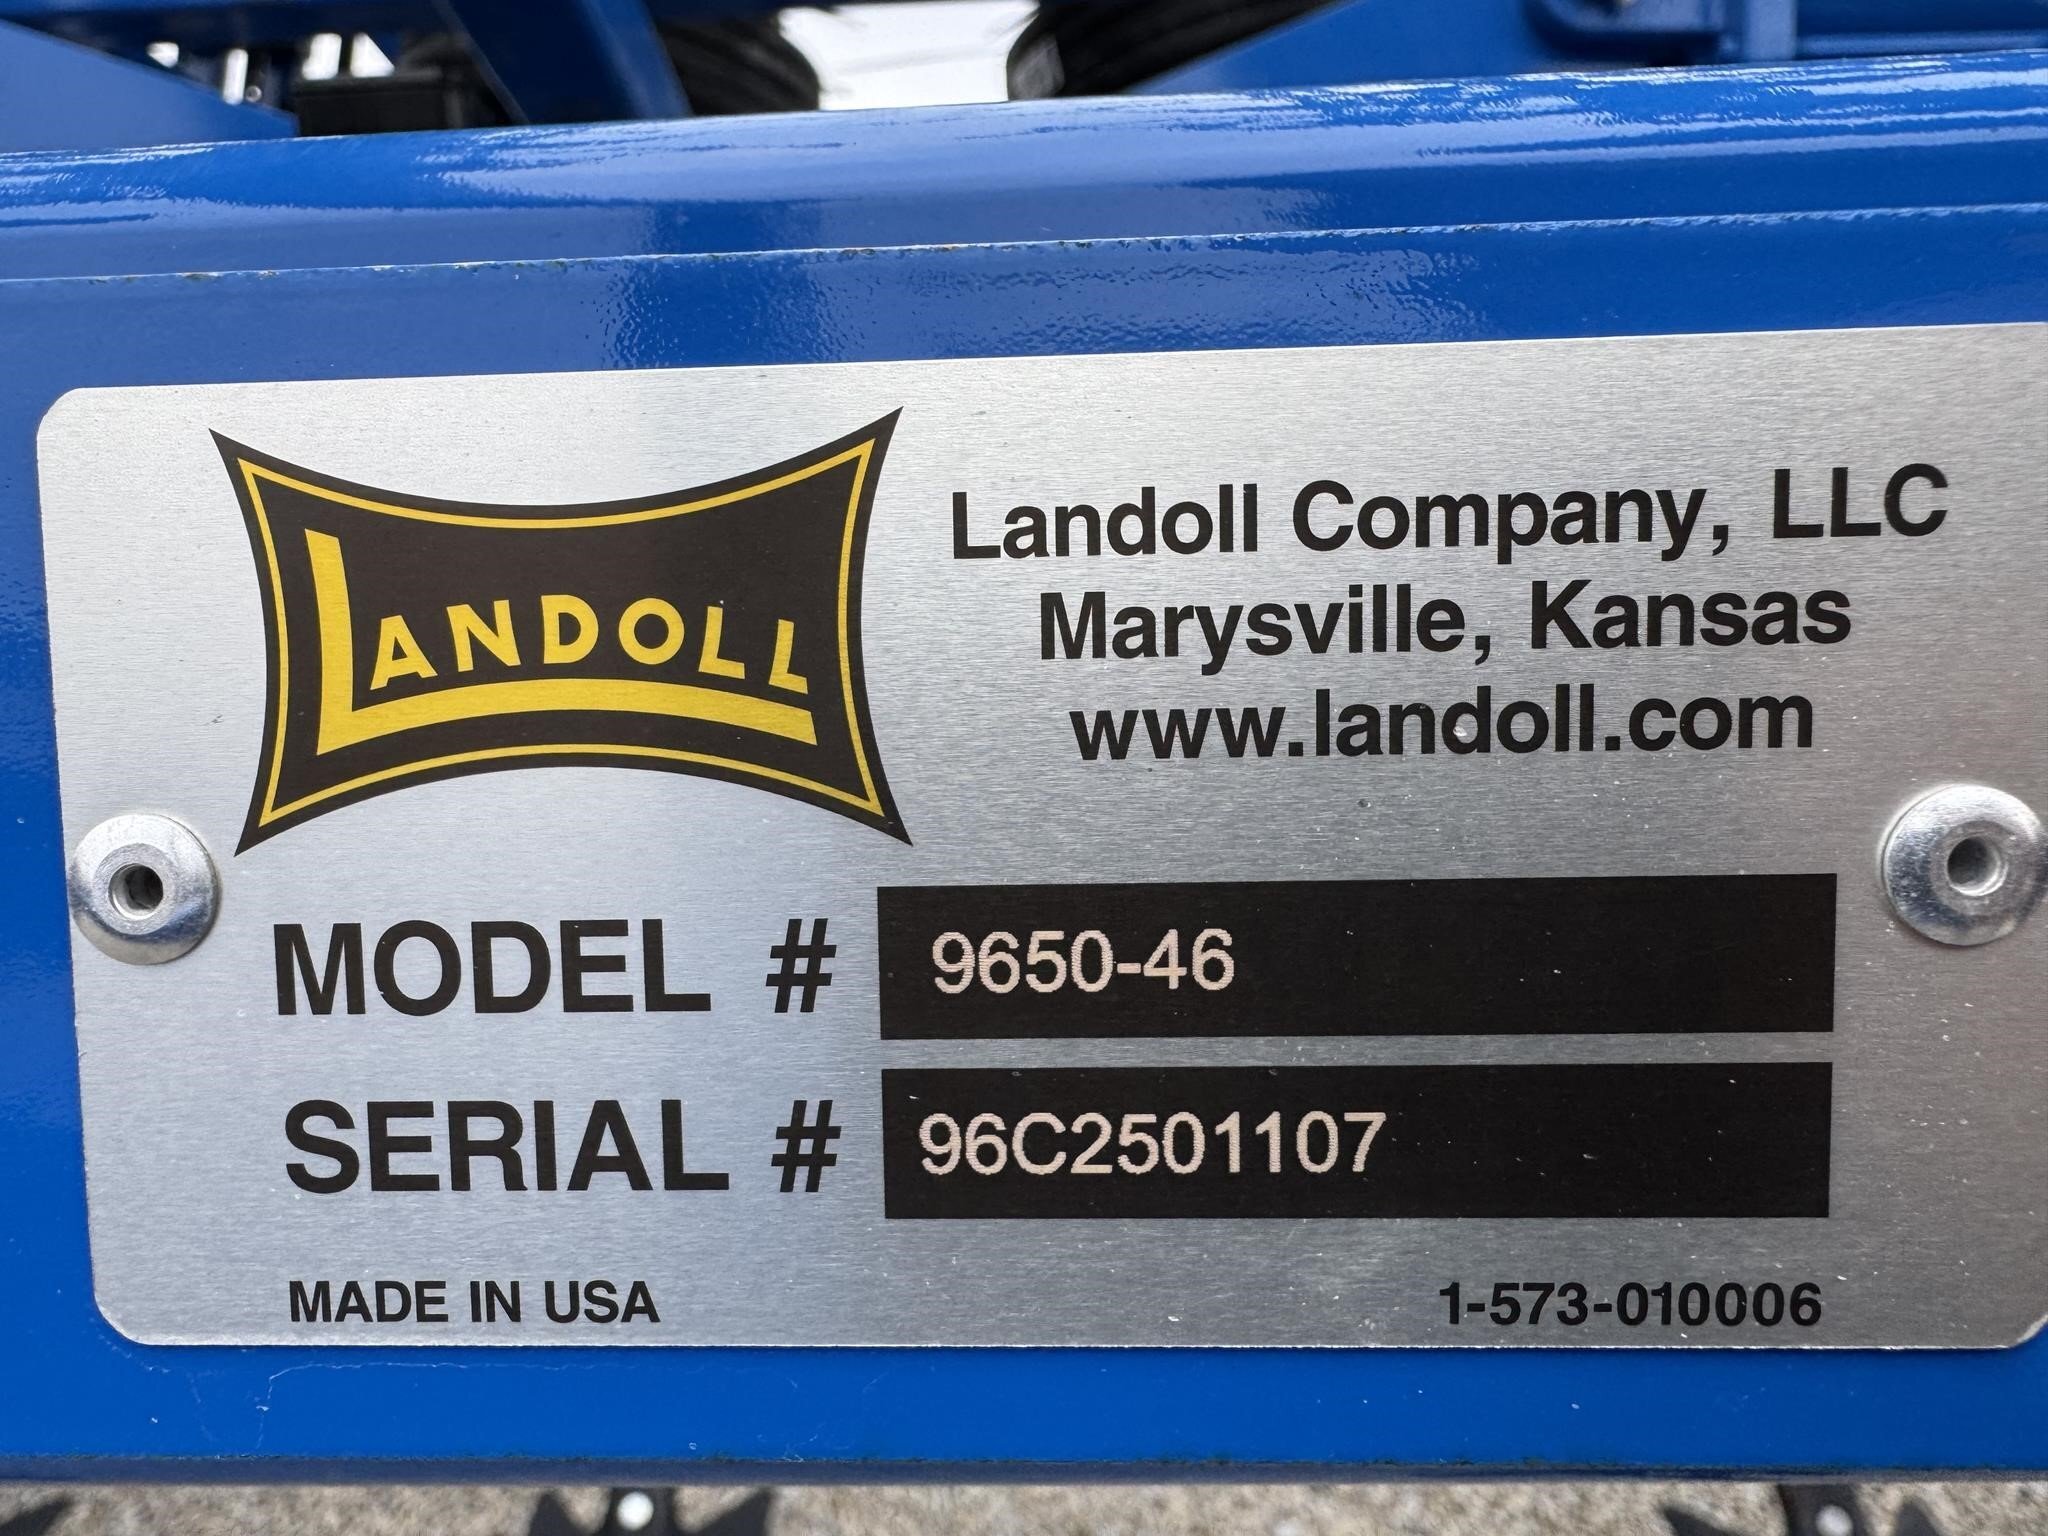 LANDOLL
Landoll Company, LLC
Marysville, Kansas
www.landoll.com
MODEL # 9650-46
SERIAL # 96C2501107
MADE IN USA 1-573-010006